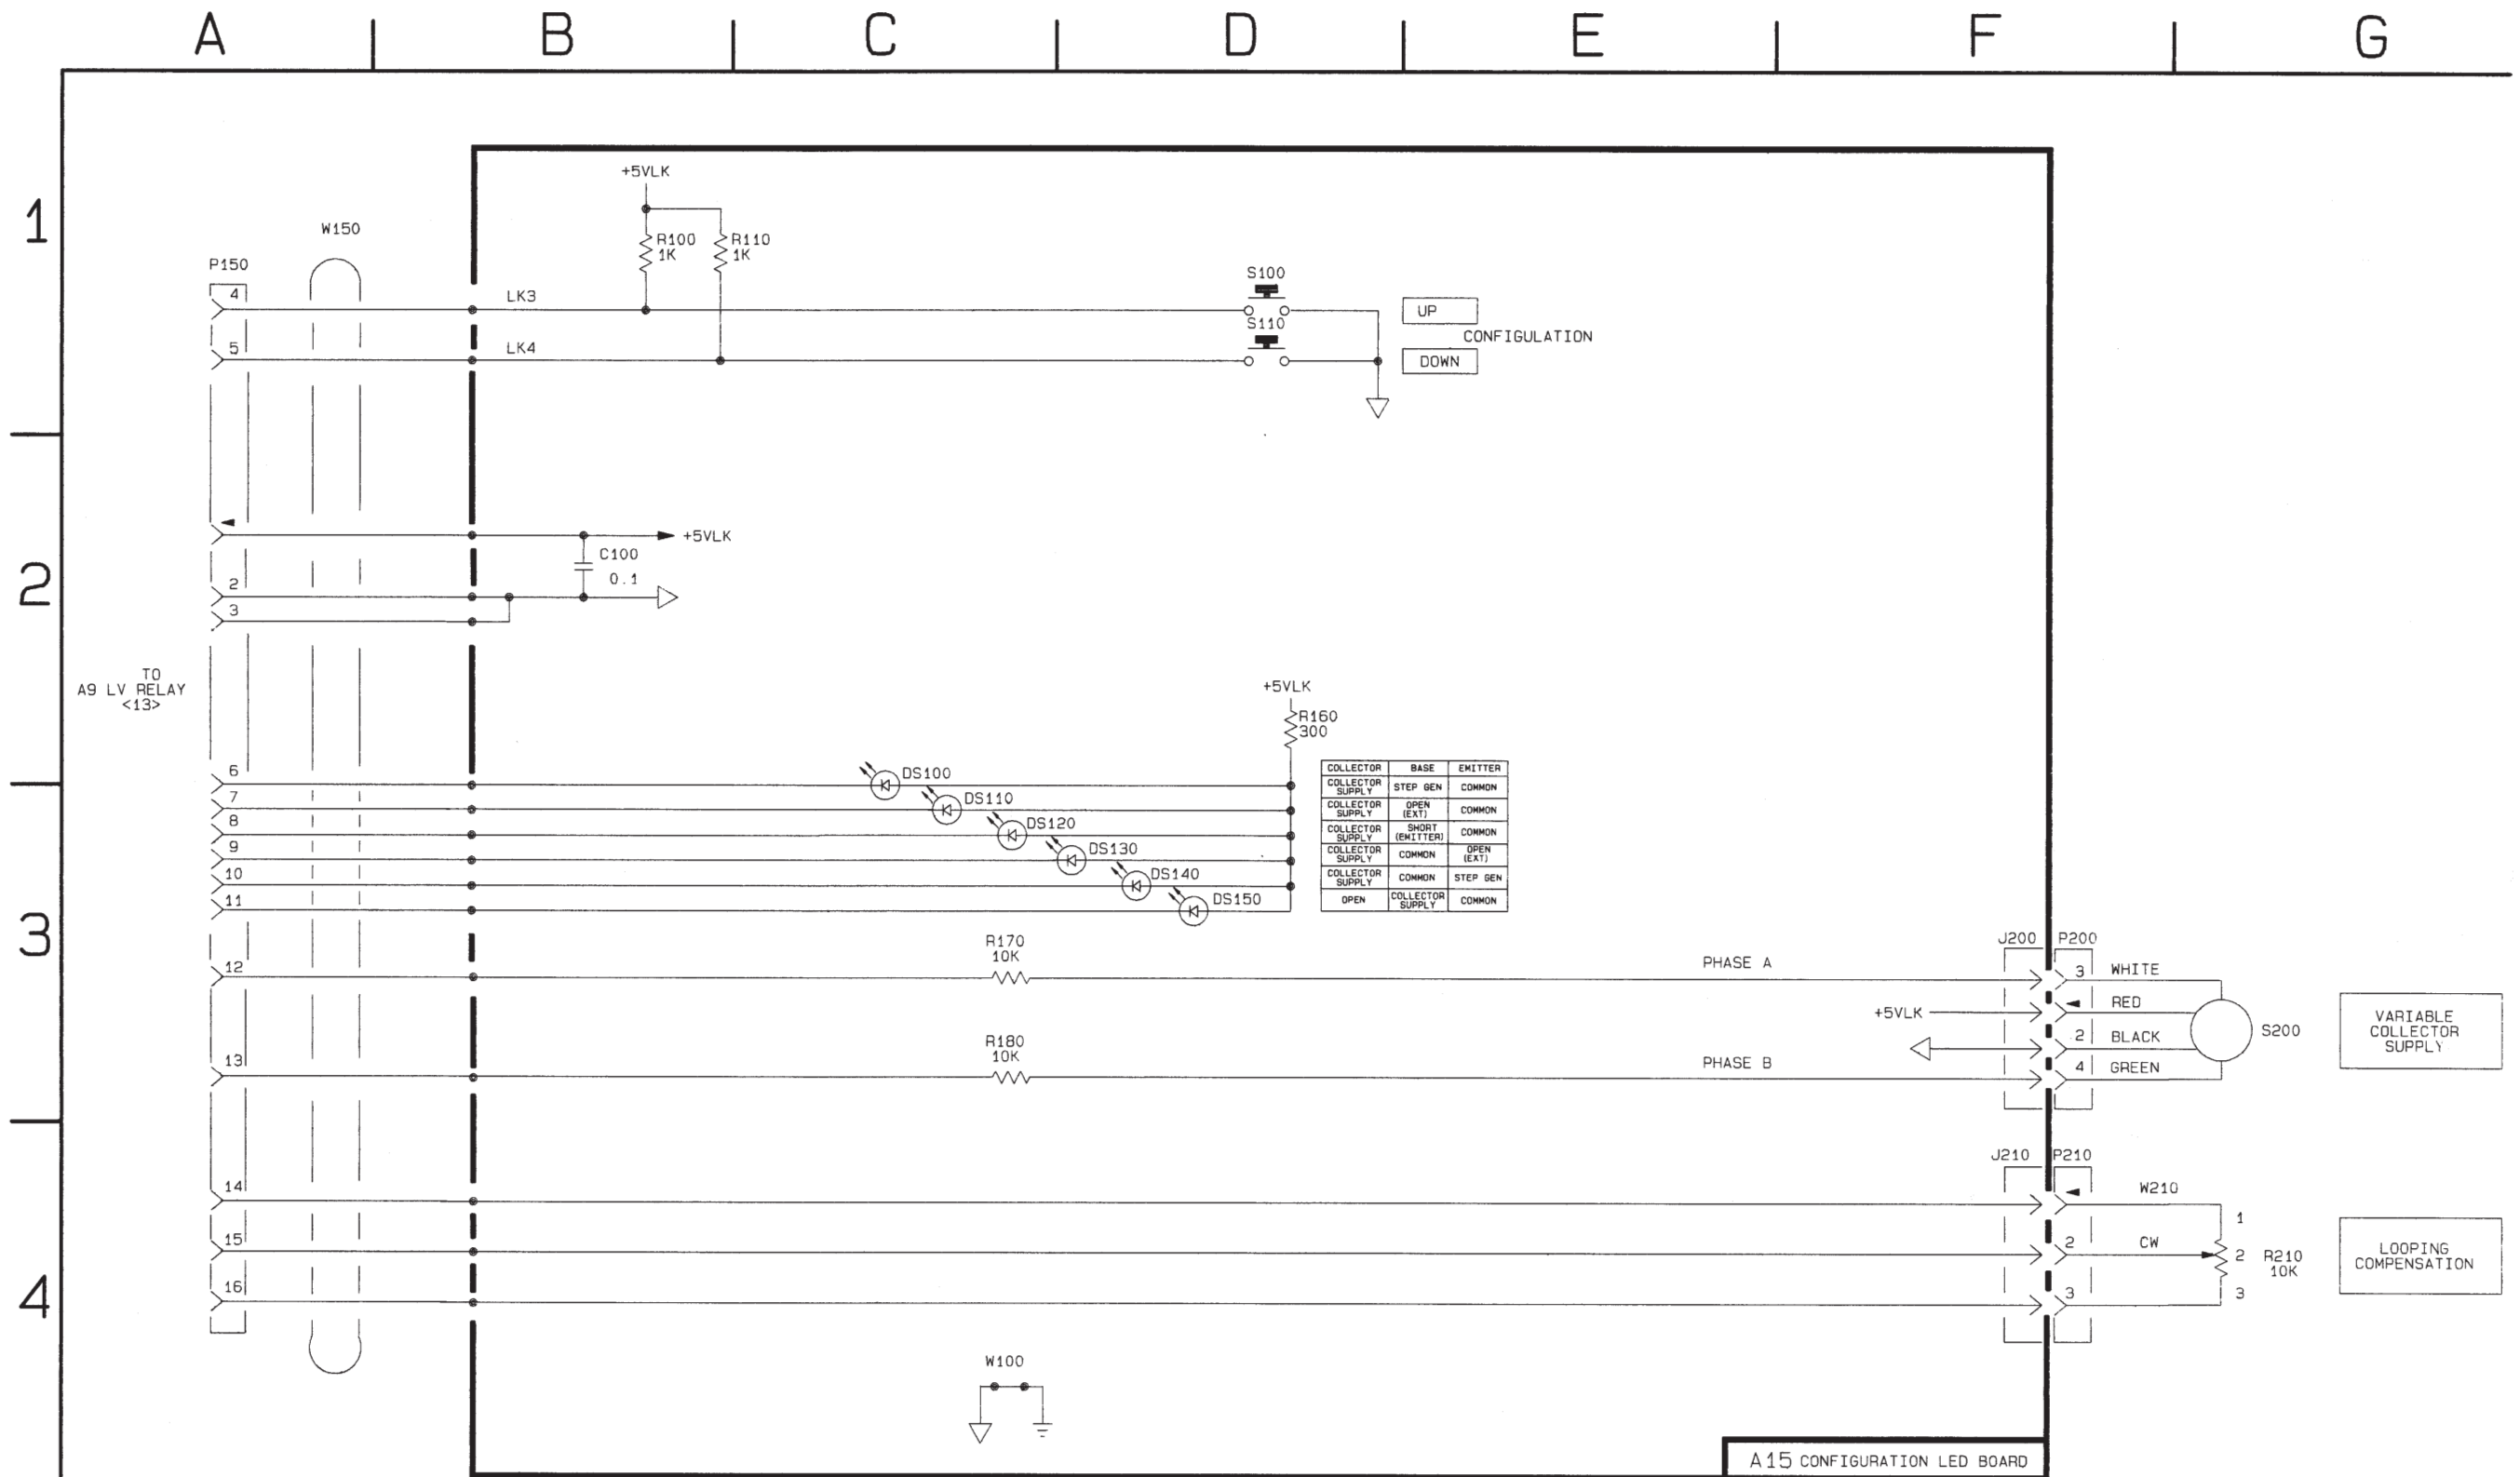 A B C D E F G
1
2
3
4
W150
P150
4
5
2
3
TO
A9 LV RELAY
<13>
6
7
8
9
10
11
12
13
14
15
16
+5VLK
R100
1K
R110
1K
LK3
LK4
S100
S110
UP
CONFIGULATION
DOWN
+5VLK
C100
0.1
+5VLK
R160
300
DS100
DS110
DS120
DS130
DS140
DS150
COLLECTOR BASE EMITTER
COLLECTOR SUPPLY STEP GEN COMMON
COLLECTOR SUPPLY OPEN (EXT) COMMON
COLLECTOR SUPPLY SHORT (EMITTER) COMMON
COLLECTOR SUPPLY COMMON OPEN (EXT)
COLLECTOR SUPPLY COMMON STEP GEN
OPEN COLLECTOR SUPPLY COMMON
R170
10K
PHASE A
R180
10K
PHASE B
+5VLK
J200 P200
3 WHITE
RED
2 BLACK
4 GREEN
S200
VARIABLE
COLLECTOR
SUPPLY
J210 P210
W210
2 CW
3
1
2
3
R210
10K
LOOPING
COMPENSATION
W100
A15 CONFIGURATION LED BOARD